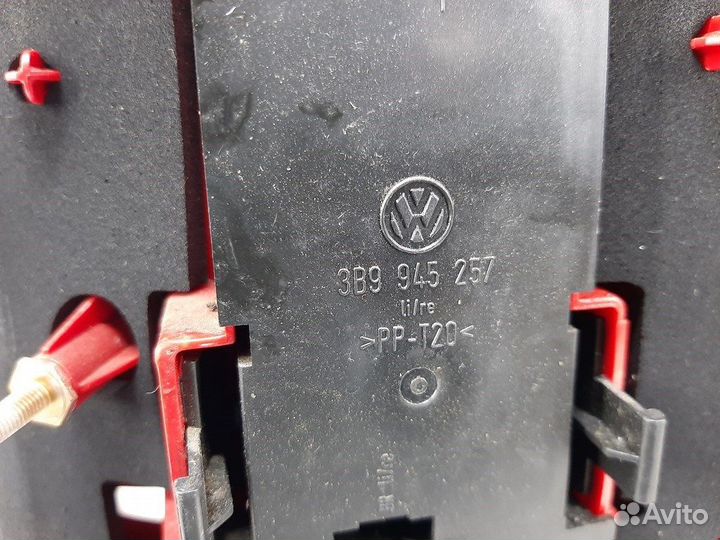 3B9 945 257
li/re
>PP-T20<
Avito